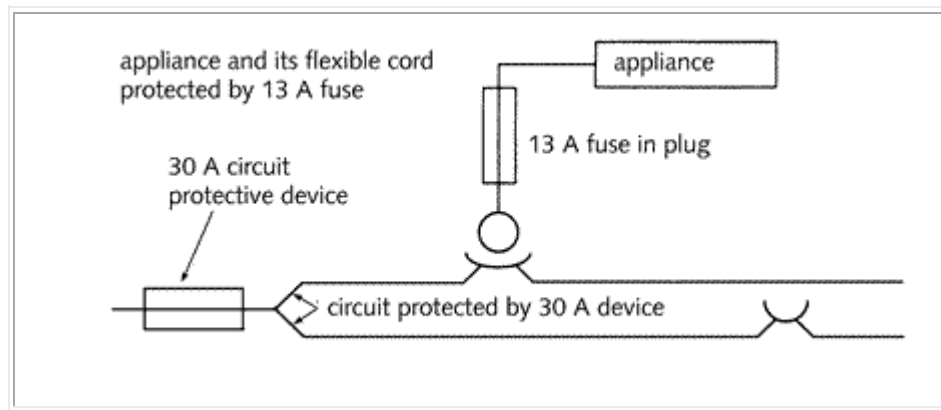 appliance and its flexible cord
protected by 13 A fuse
appliance
13 A fuse in plug
30 A circuit
protective device
circuit protected by 30 A device